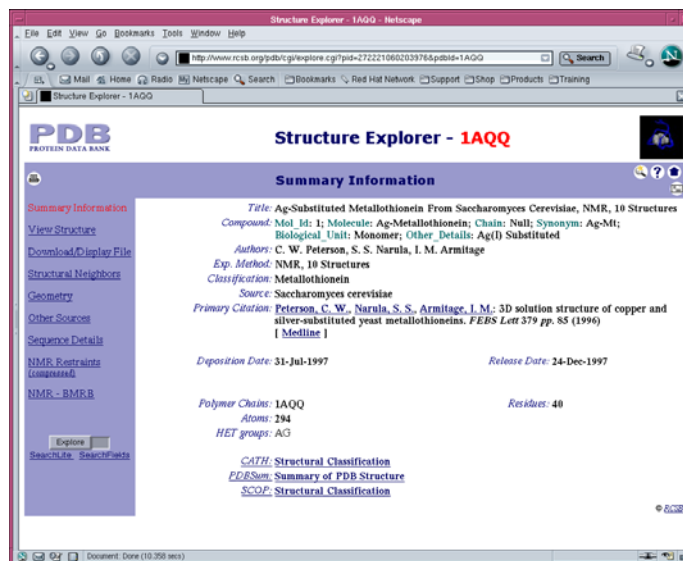 Structure Explorer - 1AQQ - Netscape
File Edit View Go Bookmarks Tools Window Help
http://www.rcsb.org/pdb/cgi/explore.cgi?pid=272221060203976&pdbId=1AQQ Search
Mail Home Radio Netscape Search Bookmarks Red Hat Network Support Shop Products Training
Structure Explorer - 1AQQ
PDB
PROTEIN DATA BANK
Structure Explorer - 1AQQ
Summary Information
Summary Information
View Structure
Download/Display File
Structural Neighbors
Geometry
Other Sources
Sequence Details
NMR Restraints
(compressed)
NMR - BMRB
Explore
SearchLite SearchFields
Title: Ag-Substituted Metallothionein From Saccharomyces Cerevisiae, NMR, 10 Structures
Compound: Mol_Id: 1; Molecule: Ag-Metallothionein; Chain: Null; Synonym: Ag-Mt;
Biological_Unit: Monomer; Other_Details: Ag(I) Substituted
Authors: C. W. Peterson, S. S. Narula, I. M. Armitage
Exp. Method: NMR, 10 Structures
Classification: Metallothionein
Source: Saccharomyces cerevisiae
Primary Citation: Peterson, C. W., Narula, S. S., Armitage, I. M.: 3D solution structure of copper and
silver-substituted yeast metallothioneins. FEBS Lett 379 pp. 85 (1996)
[ Medline ]
Deposition Date: 31-Jul-1997 Release Date: 24-Dec-1997
Polymer Chains: 1AQQ Residues: 40
Atoms: 294
HET groups: AG
CATH: Structural Classification
PDBSum: Summary of PDB Structure
SCOP: Structural Classification
© RCSB
Document: Done (10.358 secs)